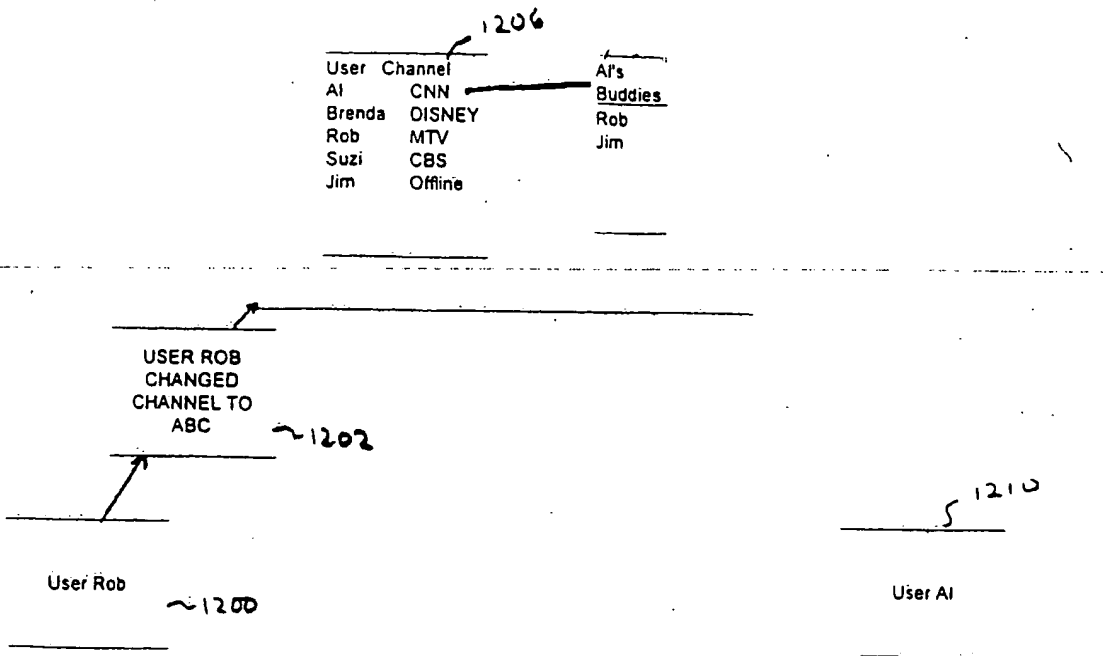 1206
User Channel
Al CNN
Brenda DISNEY
Rob MTV
Suzi CBS
Jim Offline
Al's
Buddies
Rob
Jim
USER ROB
CHANGED
CHANNEL TO
ABC
~1202
1210
User Rob
~1200
User Al